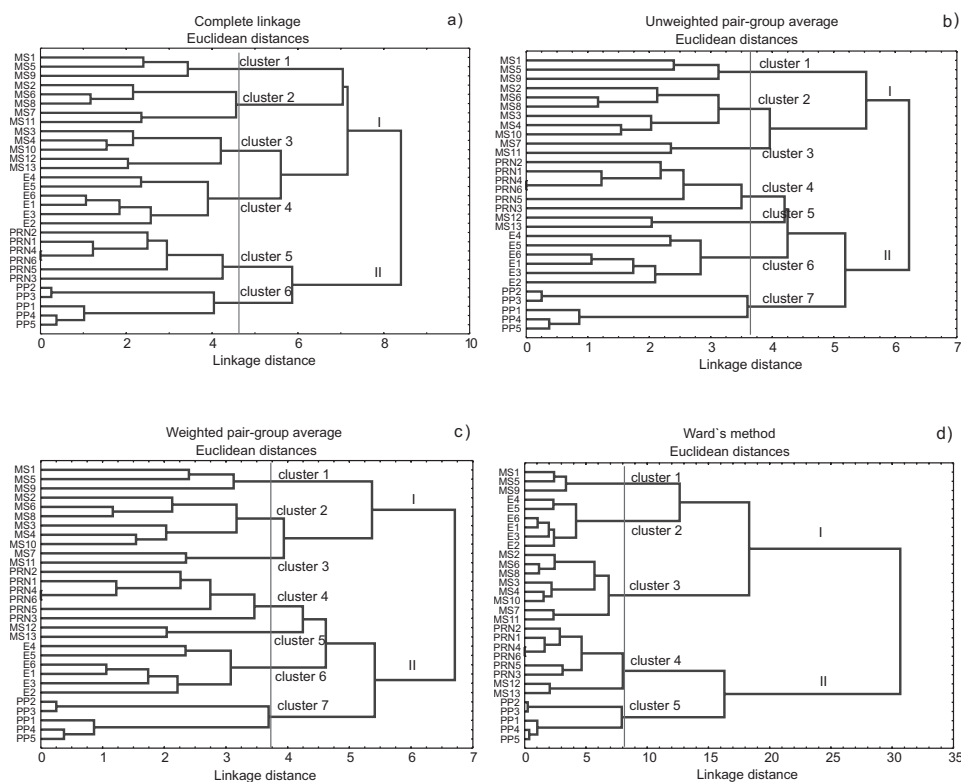 Complete linkage
a)
Euclidean distances
MS1
MS5
MS9
MS2
MS6
MS8
MS7
MS11
MS3
MS4
MS10
MS12
MS13
E4
E5
E6
E1
E3
E2
PRN2
PRN1
PRN4
PRN6
PRN5
PRN3
PP2
PP3
PP1
PP4
PP5
cluster 1
cluster 2
cluster 3
cluster 4
cluster 5
cluster 6
I
II
0 2 4 6 8 10
Linkage distance
Unweighted pair-group average
b)
Euclidean distances
MS1
MS5
MS9
MS2
MS6
MS8
MS3
MS4
MS10
MS7
MS11
PRN2
PRN1
PRN4
PRN6
PRN5
PRN3
MS12
MS13
E4
E5
E6
E1
E3
E2
PP2
PP3
PP1
PP4
PP5
cluster 1
cluster 2
cluster 3
cluster 4
cluster 5
cluster 6
cluster 7
I
II
0 1 2 3 4 5 6 7
Linkage distance
Weighted pair-group average
c)
Euclidean distances
MS1
MS5
MS9
MS2
MS6
MS8
MS3
MS4
MS10
MS7
MS11
PRN2
PRN1
PRN4
PRN6
PRN5
PRN3
MS12
MS13
E4
E5
E6
E1
E3
E2
PP2
PP3
PP1
PP4
PP5
cluster 1
cluster 2
cluster 3
cluster 4
cluster 5
cluster 6
cluster 7
I
II
0 1 2 3 4 5 6 7
Linkage distance
Ward`s method
d)
Euclidean distances
MS1
MS5
MS9
E4
E5
E6
E1
E3
E2
MS2
MS6
MS8
MS3
MS4
MS10
MS7
MS11
PRN2
PRN1
PRN4
PRN6
PRN5
PRN3
MS12
MS13
PP2
PP3
PP1
PP4
PP5
cluster 1
cluster 2
cluster 3
cluster 4
cluster 5
I
II
0 5 10 15 20 25 30 35
Linkage distance